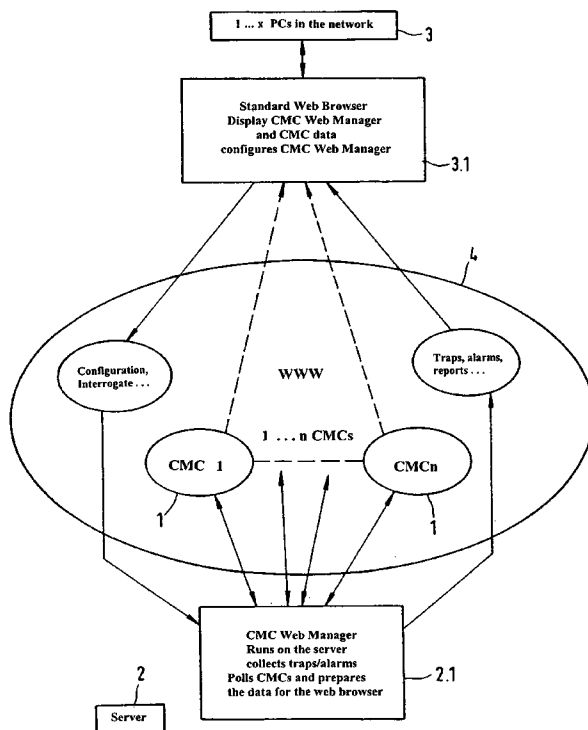 1 ... x PCs in the network
3
Standard Web Browser
Display CMC Web Manager
and CMC data
configures CMC Web Manager
3.1
4
Configuration,
Interrogate . . .
Traps, alarms,
reports . . .
WWW
1 ... n CMCs
CMC 1
CMCn
1
1
CMC Web Manager
Runs on the server
collects traps/alarms
Polls CMCs and prepares
the data for the web browser
2.1
2
Server